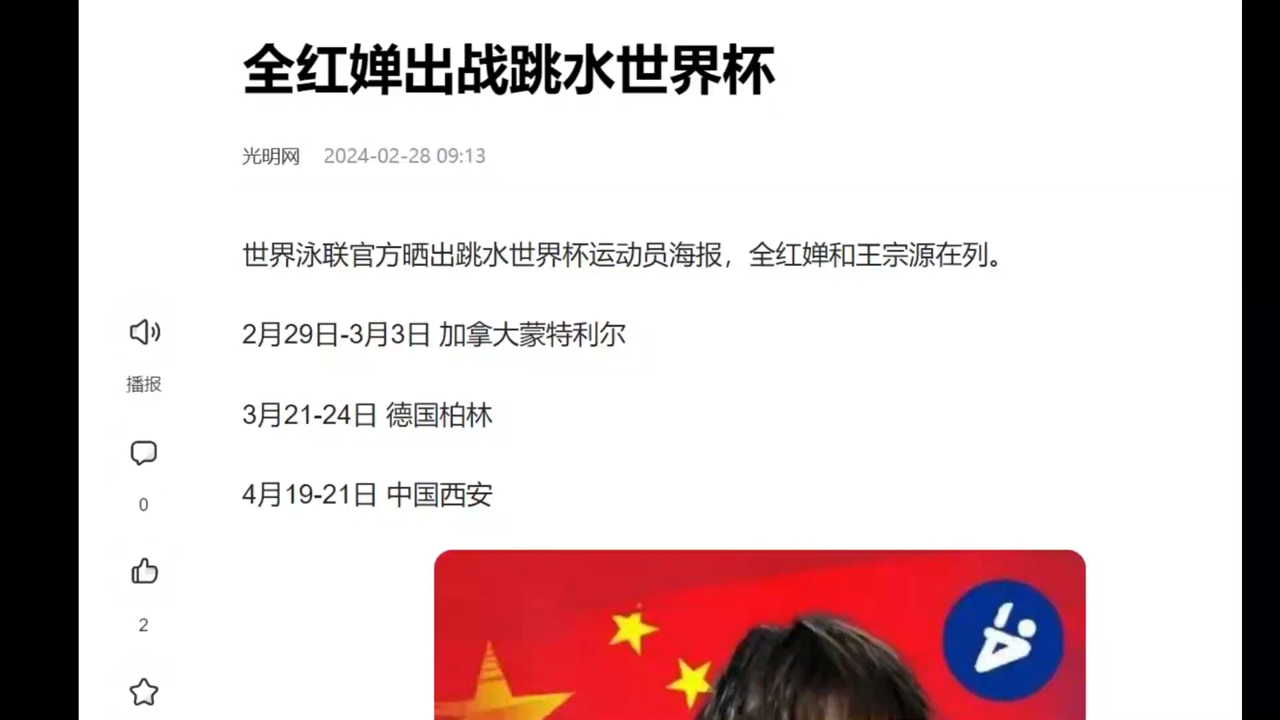 全红婵出战跳水世界杯
光明网 2024-02-28 09:13
世界泳联官方晒出跳水世界杯运动员海报，全红婵和王宗源在列。
2月29日-3月3日 加拿大蒙特利尔
播报
3月21-24日 德国柏林
0
4月19-21日 中国西安
2